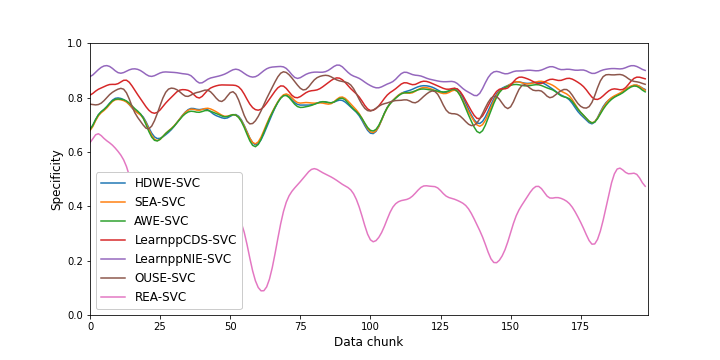 1.0
0.8
0.6
0.4
0.2
0.0
Specificity
HDWE-SVC
SEA-SVC
AWE-SVC
LearnppCDS-SVC
LearnppNIE-SVC
OUSE-SVC
REA-SVC
0 25 50 75 100 125 150 175
Data chunk